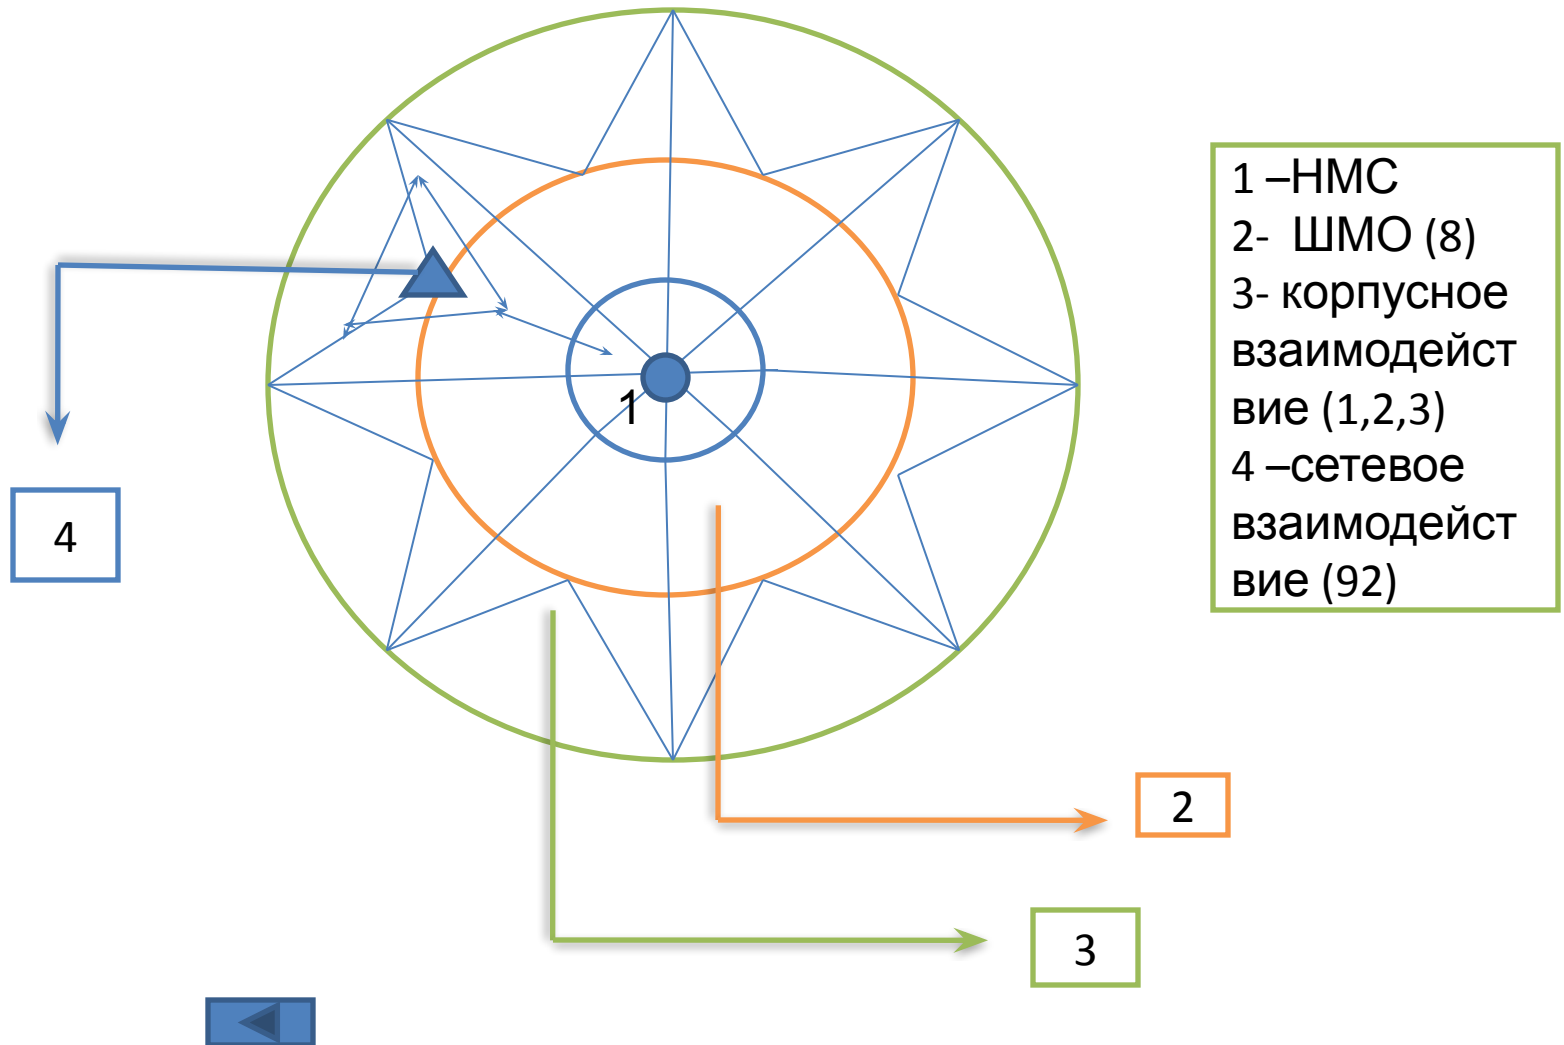 1 –НМС
2-  ШМО (8)
3- корпусное
взаимодейст
вие (1,2,3)
4 –сетевое
взаимодейст
вие (92)
1
4
2
3